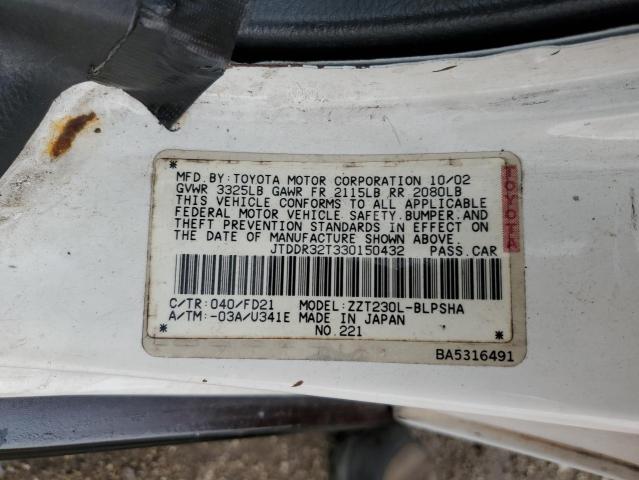 MFD. BY: TOYOTA MOTOR CORPORATION 10/02
GVWR 3325LB GAWR FR 2115LB RR 2080LB
THIS VEHICLE CONFORMS TO ALL APPLICABLE
FEDERAL MOTOR VEHICLE SAFETY, BUMPER, AND
THEFT PREVENTION STANDARDS IN EFFECT ON
THE DATE OF MANUFACTURE SHOWN ABOVE.
JTDDR32T330150432 PASS. CAR
TOYOTA
C/TR: 040/FD21 MODEL: ZZT230L-BLPSHA
A/TM: -03A/U341E MADE IN JAPAN
NO. 221
BA5316491